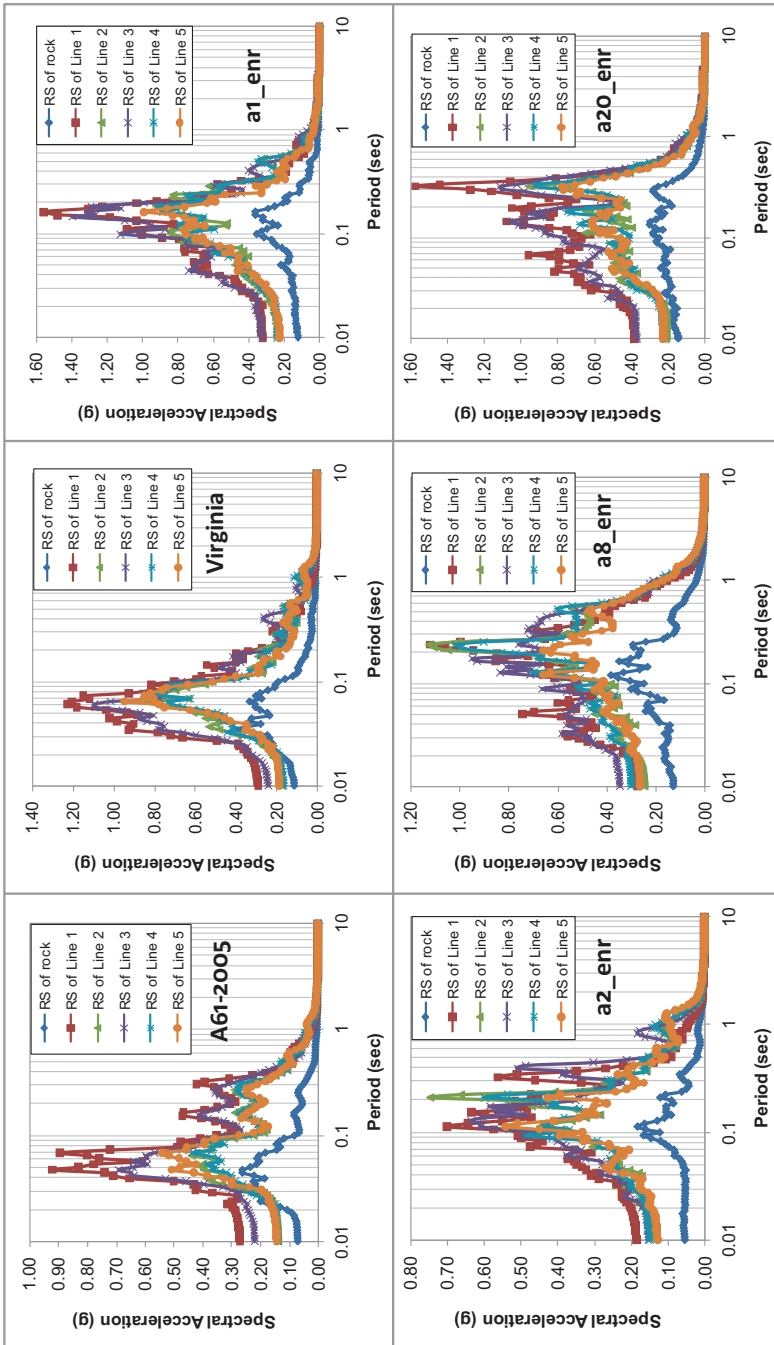 A61-2005
Spectral Acceleration (g)
1.00
0.90
0.80
0.70
0.60
0.50
0.40
0.30
0.20
0.10
0.00
0.01
0.1
1
10
Period (sec)
RS of rock
RS of Line 1
RS of Line 2
RS of Line 3
RS of Line 4
RS of Line 5
Virginia
Spectral Acceleration (g)
1.40
1.20
1.00
0.80
0.60
0.40
0.20
0.00
0.01
0.1
1
10
Period (sec)
RS of rock
RS of Line 1
RS of Line 2
RS of Line 3
RS of Line 4
RS of Line 5
a1_enr
Spectral Acceleration (g)
1.60
1.40
1.20
1.00
0.80
0.60
0.40
0.20
0.00
0.01
0.1
1
10
Period (sec)
RS of rock
RS of Line 1
RS of Line 2
RS of Line 3
RS of Line 4
RS of Line 5
a2_enr
Spectral Acceleration (g)
0.80
0.70
0.60
0.50
0.40
0.30
0.20
0.10
0.00
0.01
0.1
1
10
Period (sec)
RS of rock
RS of Line 1
RS of Line 2
RS of Line 3
RS of Line 4
RS of Line 5
a8_enr
Spectral Acceleration (g)
1.20
1.00
0.80
0.60
0.40
0.20
0.00
0.01
0.1
1
10
Period (sec)
RS of rock
RS of Line 1
RS of Line 2
RS of Line 3
RS of Line 4
RS of Line 5
a20_enr
Spectral Acceleration (g)
1.60
1.40
1.20
1.00
0.80
0.60
0.40
0.20
0.00
0.01
0.1
1
10
Period (sec)
RS of rock
RS of Line 1
RS of Line 2
RS of Line 3
RS of Line 4
RS of Line 5